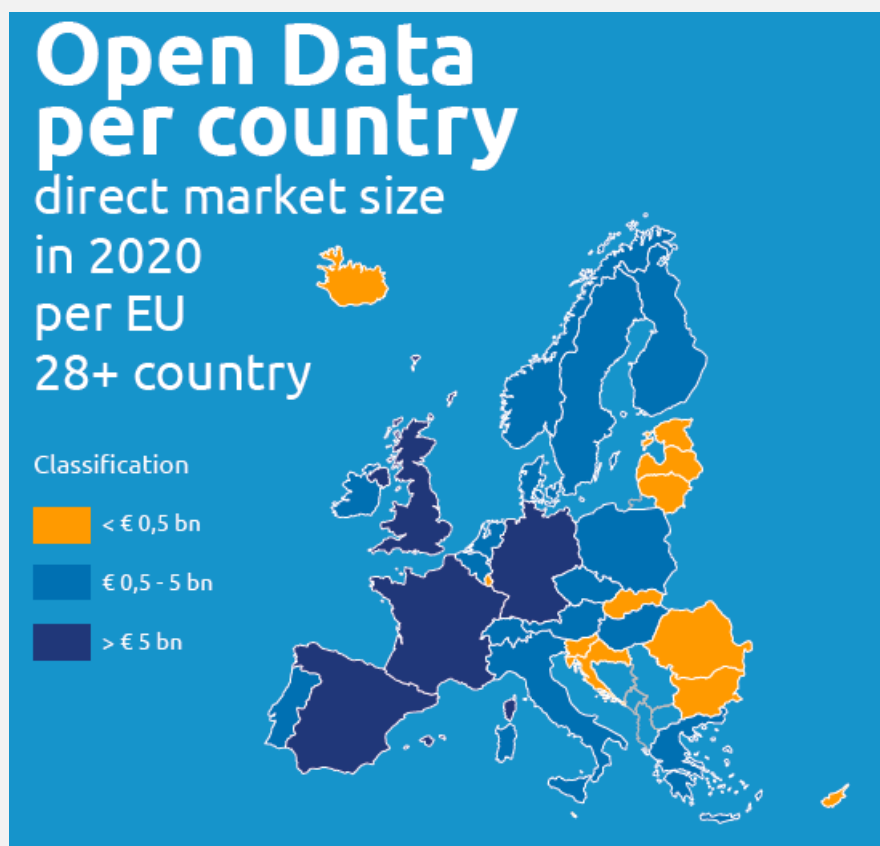 Open Data
per country
direct market size
in 2020
per EU
28+ country
Classification
< € 0,5 bn
€ 0,5 - 5 bn
> € 5 bn